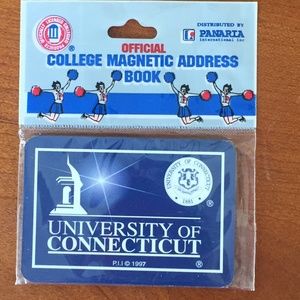 OFFICIAL
COLLEGE MAGNETIC ADDRESS
BOOK
DISTRIBUTED BY
PANARIA
International Inc
UNIVERSITY OF CONNECTICUT
1881
®
UNIVERSITY OF
CONNECTICUT
P.I.I © 1997
®